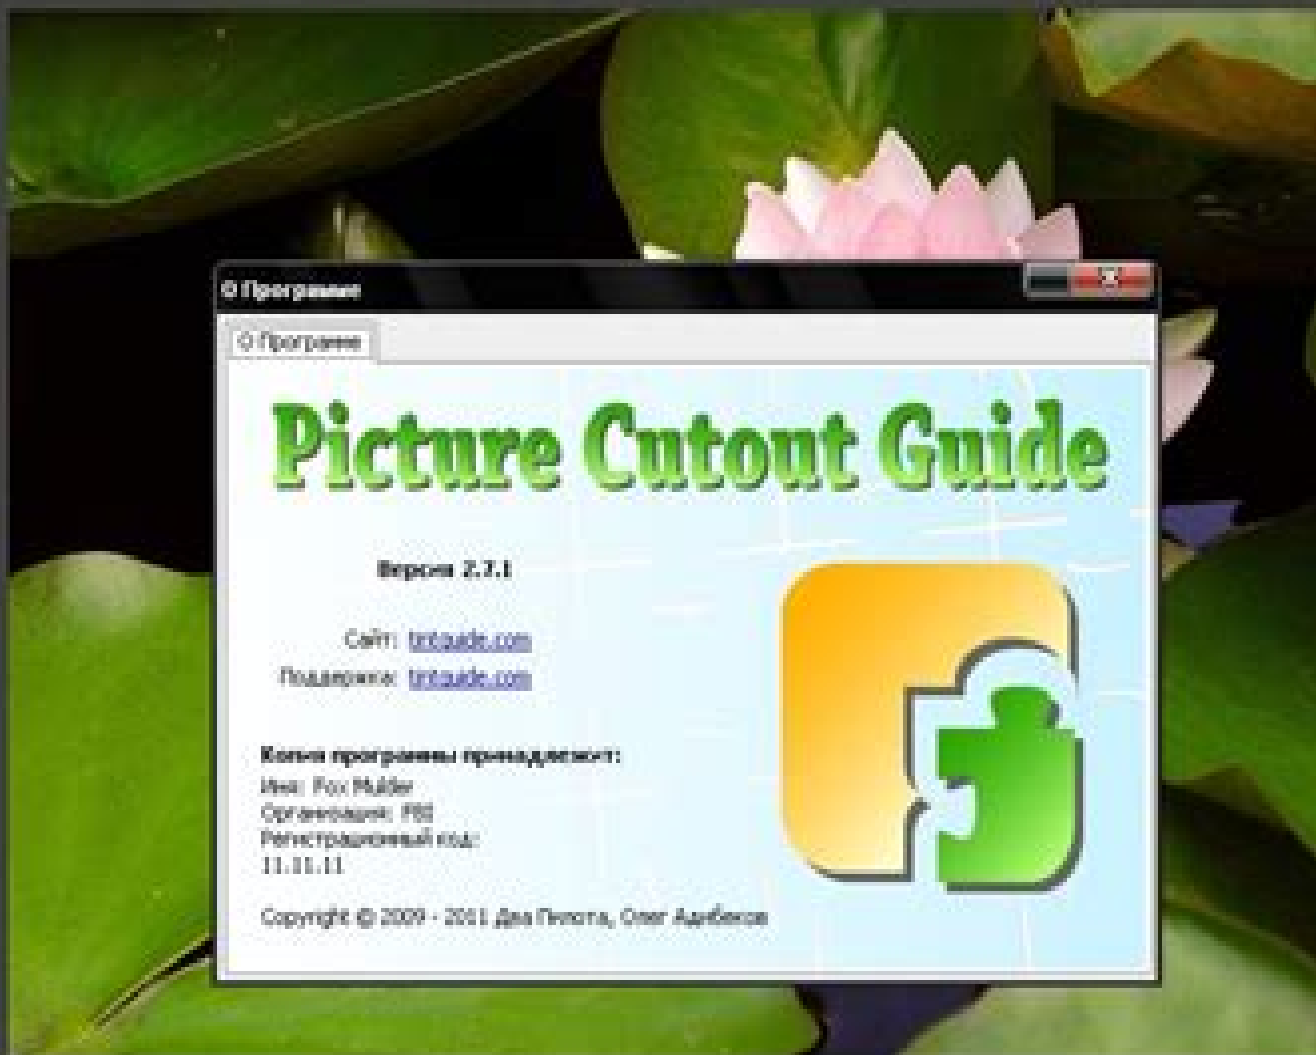 О Программе
О Программе
Picture Cutout Guide
Версия 2.7.1
Сайт: tintguide.com
Поддержка: tintguide.com
Копия программы принадлежит:
Имя: Fox Mulder
Организация: FBI
Регистрационный код:
11.11.11
Copyright © 2009 - 2011 Два Пилота, Олег Адибеков